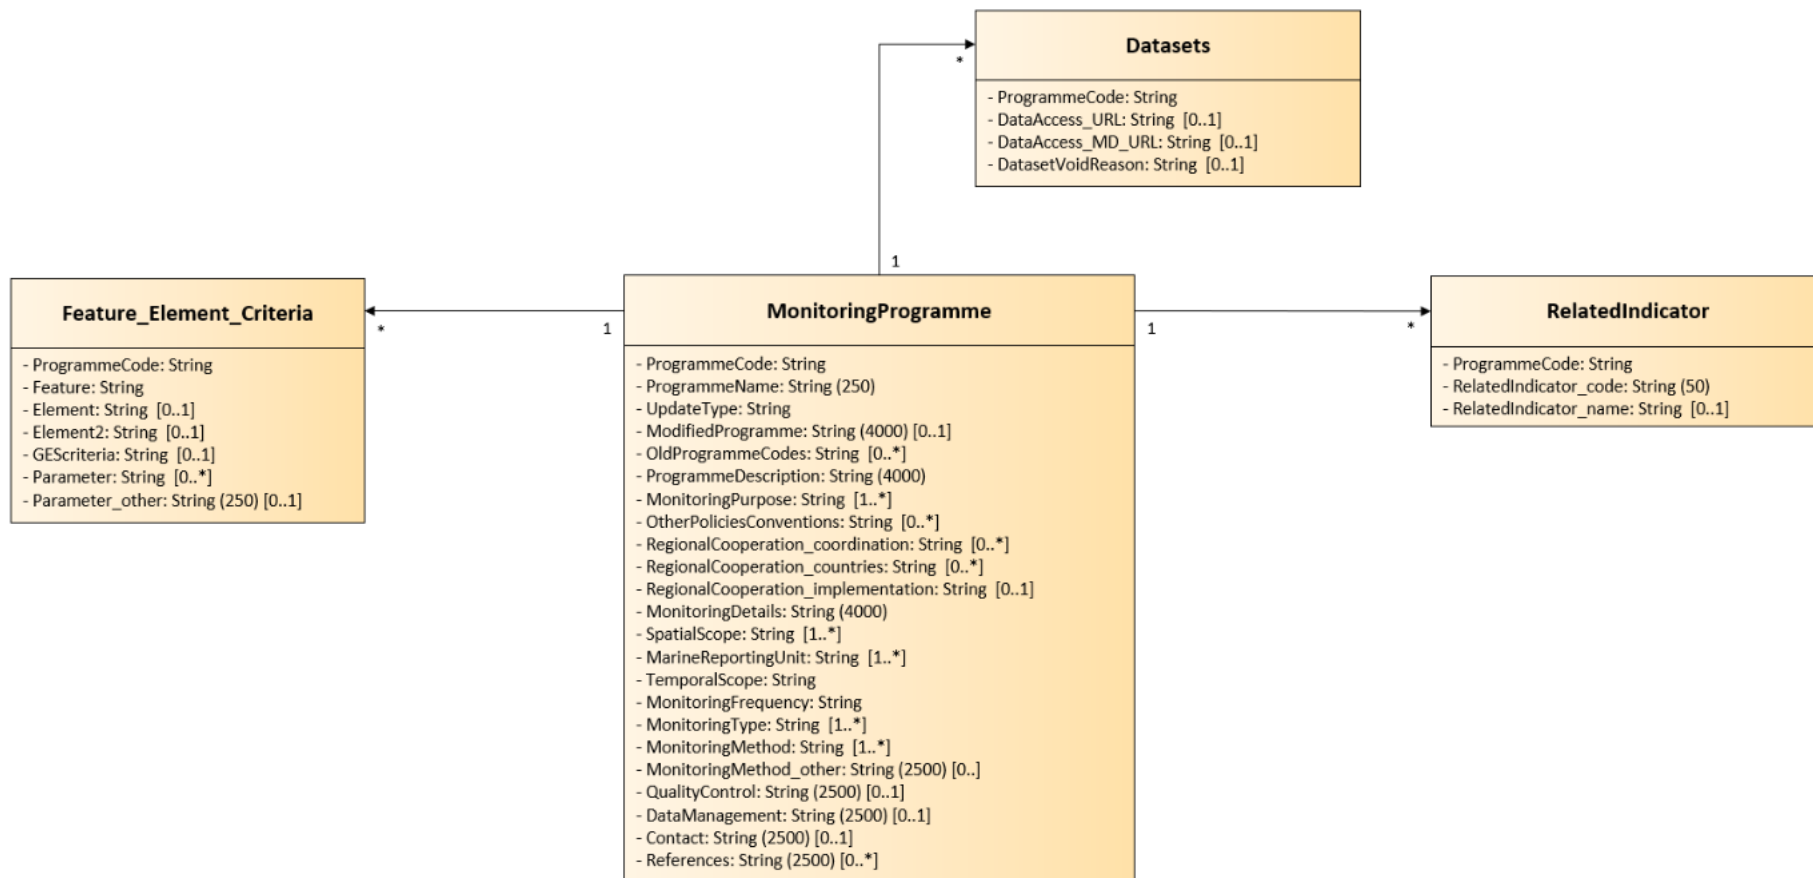 Datasets
- ProgrammeCode: String
- DataAccess_URL: String [0..1]
- DataAccess_MD_URL: String [0..1]
- DatasetVoidReason: String [0..1]
*
1
Feature_Element_Criteria
- ProgrammeCode: String
- Feature: String
- Element: String [0..1]
- Element2: String [0..1]
- GEScriteria: String [0..1]
- Parameter: String [0..*]
- Parameter_other: String (250) [0..1]
*
1
MonitoringProgramme
- ProgrammeCode: String
- ProgrammeName: String (250)
- UpdateType: String
- ModifiedProgramme: String (4000) [0..1]
- OldProgrammeCodes: String [0..*]
- ProgrammeDescription: String (4000)
- MonitoringPurpose: String [1..*]
- OtherPoliciesConventions: String [0..*]
- RegionalCooperation_coordination: String [0..*]
- RegionalCooperation_countries: String [0..*]
- RegionalCooperation_implementation: String [0..1]
- MonitoringDetails: String (4000)
- SpatialScope: String [1..*]
- MarineReportingUnit: String [1..*]
- TemporalScope: String
- MonitoringFrequency: String
- MonitoringType: String [1..*]
- MonitoringMethod: String [1..*]
- MonitoringMethod_other: String (2500) [0..]
- QualityControl: String (2500) [0..1]
- DataManagement: String (2500) [0..1]
- Contact: String (2500) [0..1]
- References: String (2500) [0..*]
1
*
RelatedIndicator
- ProgrammeCode: String
- RelatedIndicator_code: String (50)
- RelatedIndicator_name: String [0..1]